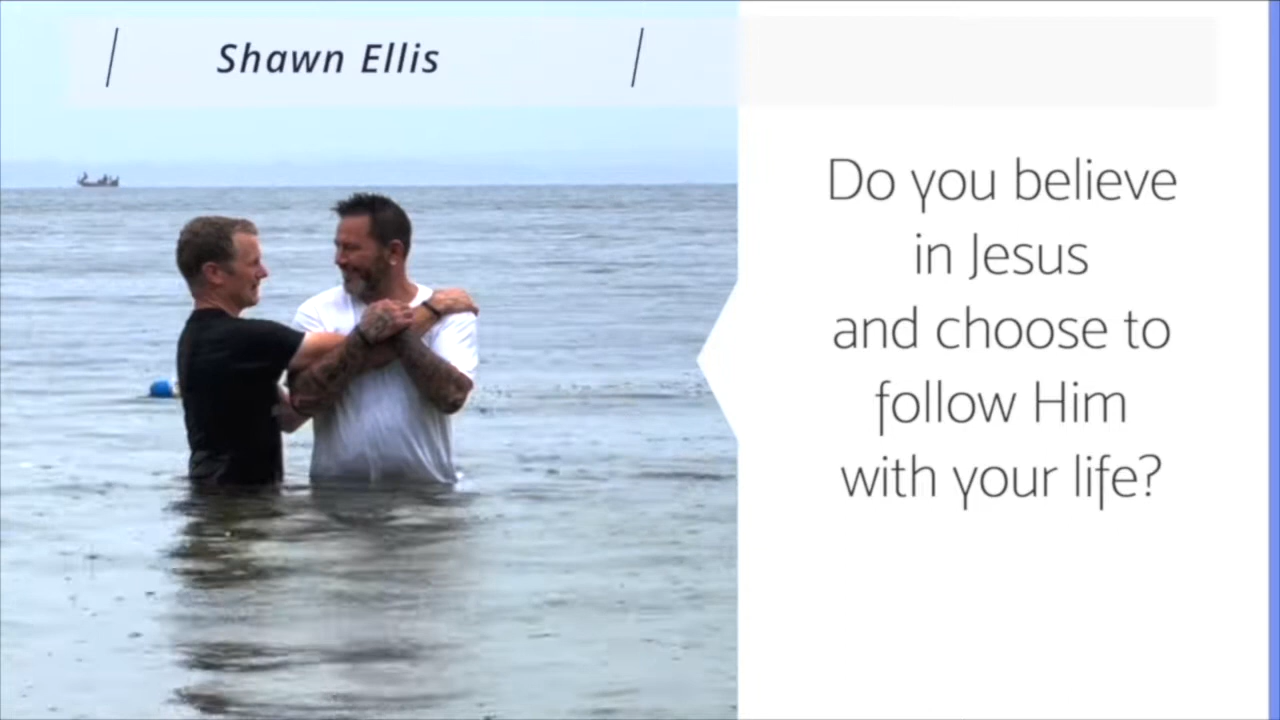 Shawn Ellis
Do you believe
in Jesus
and choose to
follow Him
with your life?